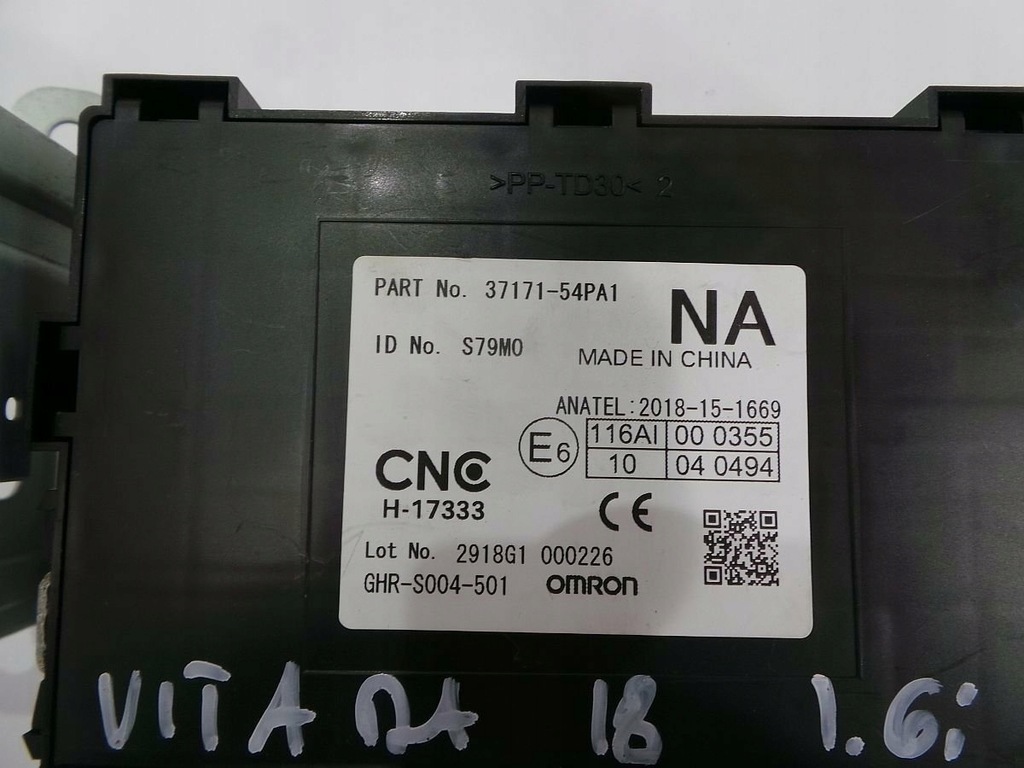 >PP-TD30< 2
PART No. 37171-54PA1
NA
ID No. S79M0
MADE IN CHINA
ANATEL:2018-15-1669
E6
116AI 00 0355
10 04 0494
CNC
H-17333
CE
Lot No. 2918G1 000226
GHR-S004-501 OMRON
VITARA 18 1.6i